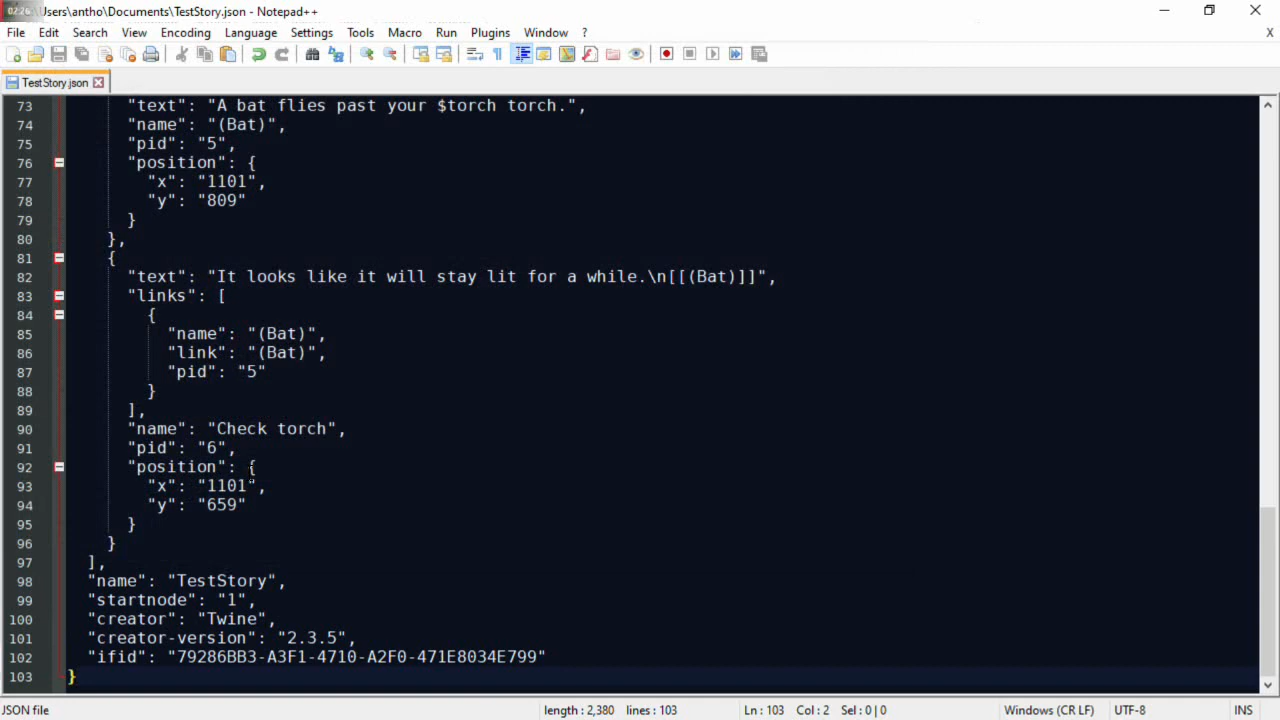 02:26 Users\antho\Documents\TestStory.json - Notepad++
File Edit Search View Encoding Language Settings Tools Macro Run Plugins Window ? X
TestStory.json
73 "text": "A bat flies past your $torch torch.",
74 "name": "(Bat)",
75 "pid": "5",
76 "position": {
77 "x": "1101",
78 "y": "809"
79 }
80 },
81 {
82 "text": "It looks like it will stay lit for a while.\n[[(Bat)]]",
83 "links": [
84 {
85 "name": "(Bat)",
86 "link": "(Bat)",
87 "pid": "5"
88 }
89 ],
90 "name": "Check torch",
91 "pid": "6",
92 "position": {
93 "x": "1101",
94 "y": "659"
95 }
96 }
97 ],
98 "name": "TestStory",
99 "startnode": "1",
100 "creator": "Twine",
101 "creator-version": "2.3.5",
102 "ifid": "79286BB3-A3F1-4710-A2F0-471E8034E799"
103 }
JSON file length : 2,380 lines : 103 Ln : 103 Col : 2 Sel : 0 | 0 Windows (CR LF) UTF-8 INS